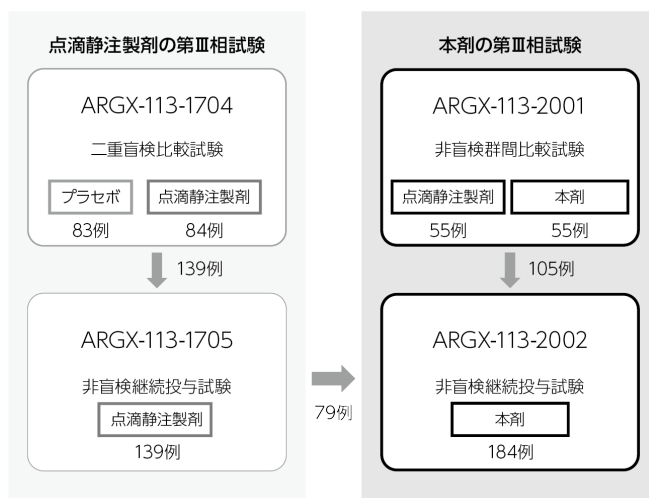 点滴静注製剤の第Ⅲ相試験
ARGX-113-1704
二重盲検比較試験
プラセボ 点滴静注製剤
83例 84例
139例
ARGX-113-1705
非盲検継続投与試験
点滴静注製剤
139例
79例
本剤の第Ⅲ相試験
ARGX-113-2001
非盲検群間比較試験
点滴静注製剤 本剤
55例 55例
105例
ARGX-113-2002
非盲検継続投与試験
本剤
184例